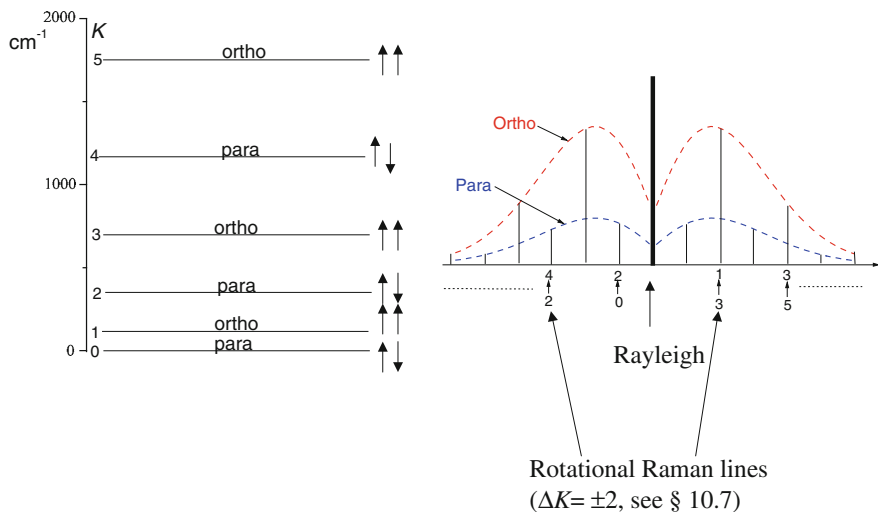 2000
cm-1
K
5
ortho
4
para
1000
3
ortho
2
para
1
ortho
0
0
para
Ortho
Para
4
2
1
3
2
0
3
5
Rayleigh
Rotational Raman lines
(ΔK= ±2, see § 10.7)